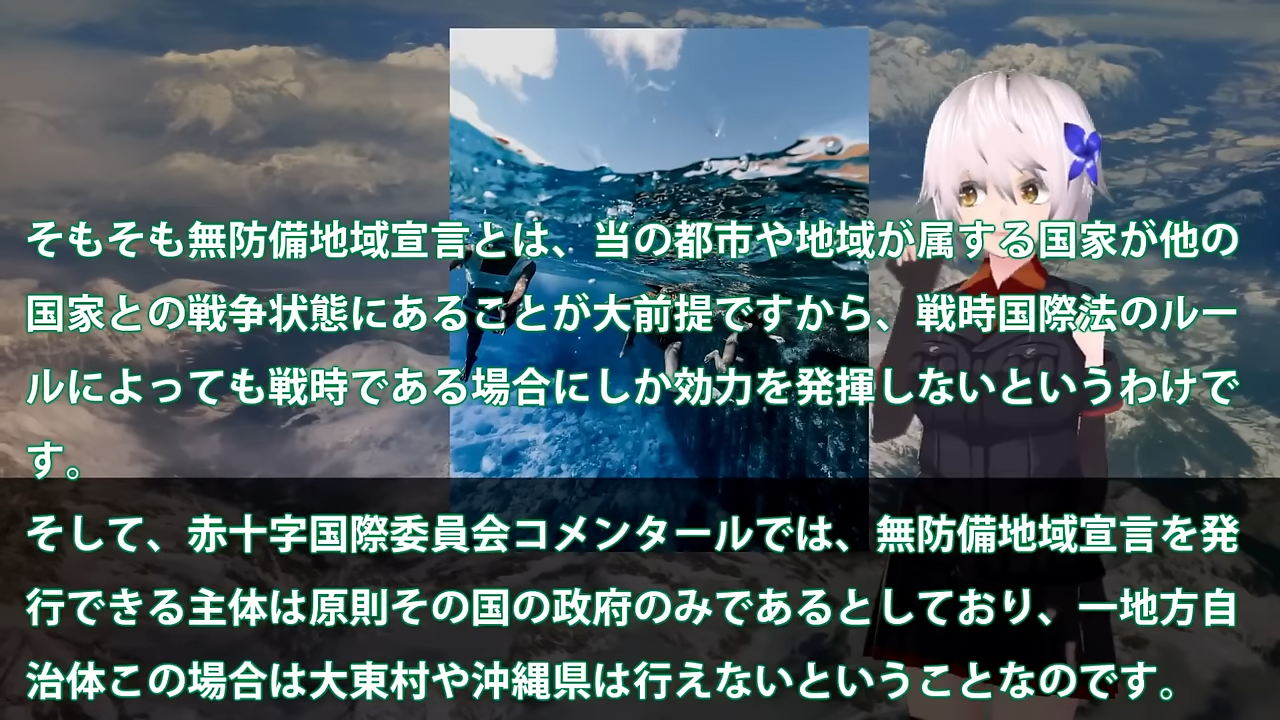 そもそも無防備地域宣言とは、当の都市や地域が属する国家が他の
国家との戦争状態にあることが大前提ですから、戦時国際法のルー
ルによっても戦時である場合にしか効力を発揮しないというわけで
す。
そして、赤十字国際委員会コメンタールでは、無防備地域宣言を発
行できる主体は原則その国の政府のみであるとしており、一地方自
治体この場合は大東村や沖縄県は行えないということなのです。